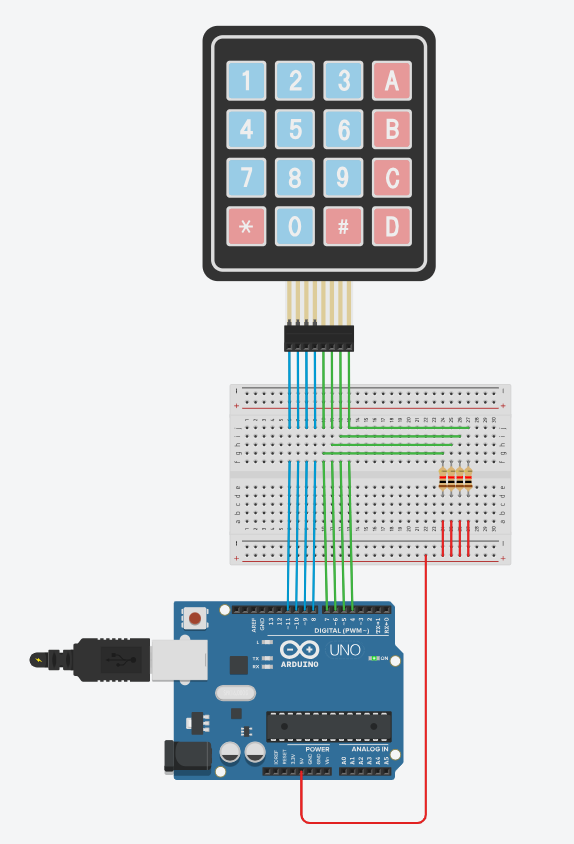 1 2 3 A
4 5 6 B
7 8 9 C
* 0 # D
- -
+ +
j j
i i
h h
g g
f f
e e
d d
c c
b b
a a
- -
+ +
AREF
GND
13
12
~11
~10
~9
8
7
~6
~5
4
~3
2
TX→1
RX←0
DIGITAL (PWM~)
L
TX
RX
ARDUINO
UNO
ON
POWER
ANALOG IN
IOREF
RESET
3.3V
5V
GND
GND
Vin
A0
A1
A2
A3
A4
A5